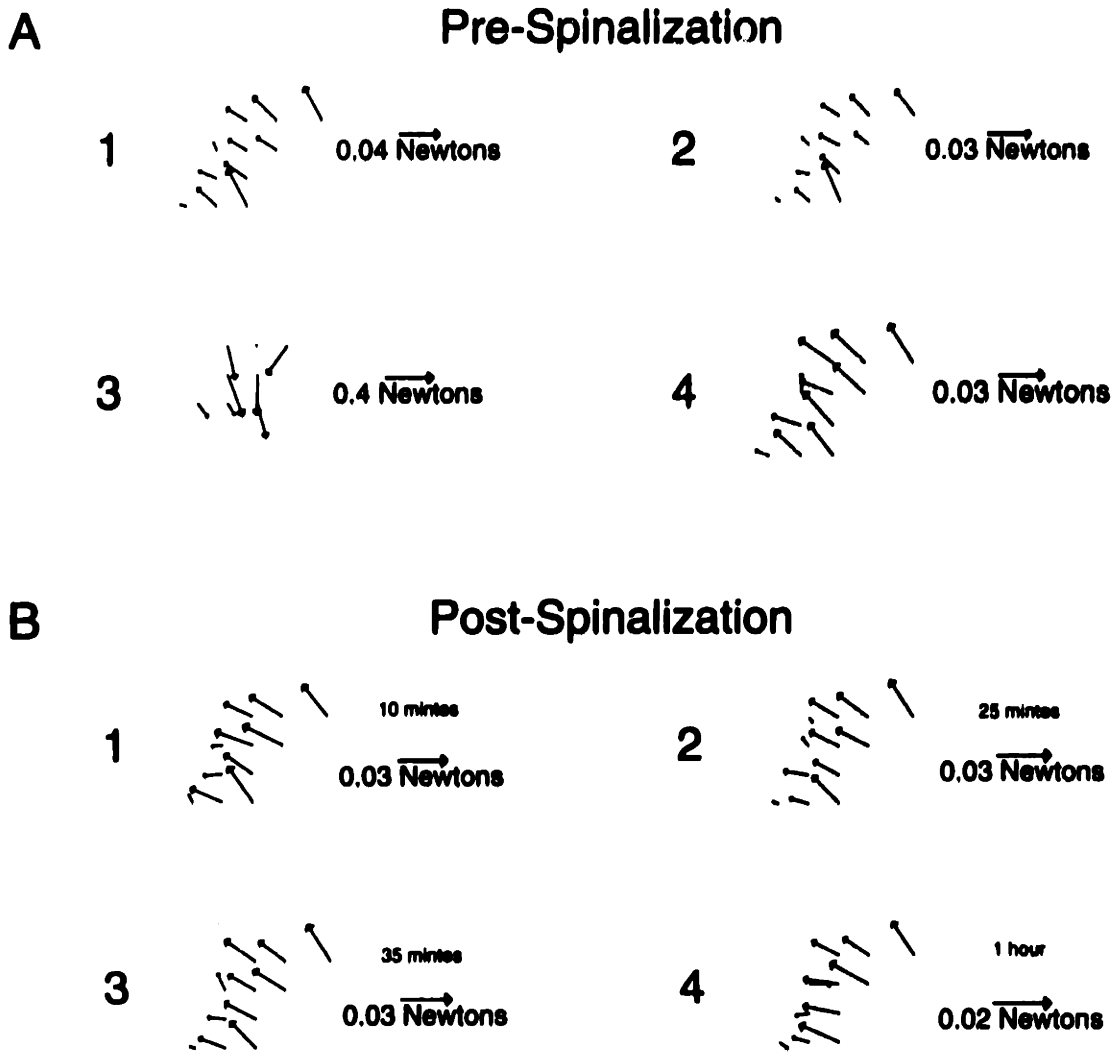 A Pre-Spinalization
1 0.04 Newtons 2 0.03 Newtons
3 0.4 Newtons 4 0.03 Newtons
B Post-Spinalization
1 10 mintes 0.03 Newtons 2 25 mintes 0.03 Newtons
3 35 mintes 0.03 Newtons 4 1 hour 0.02 Newtons